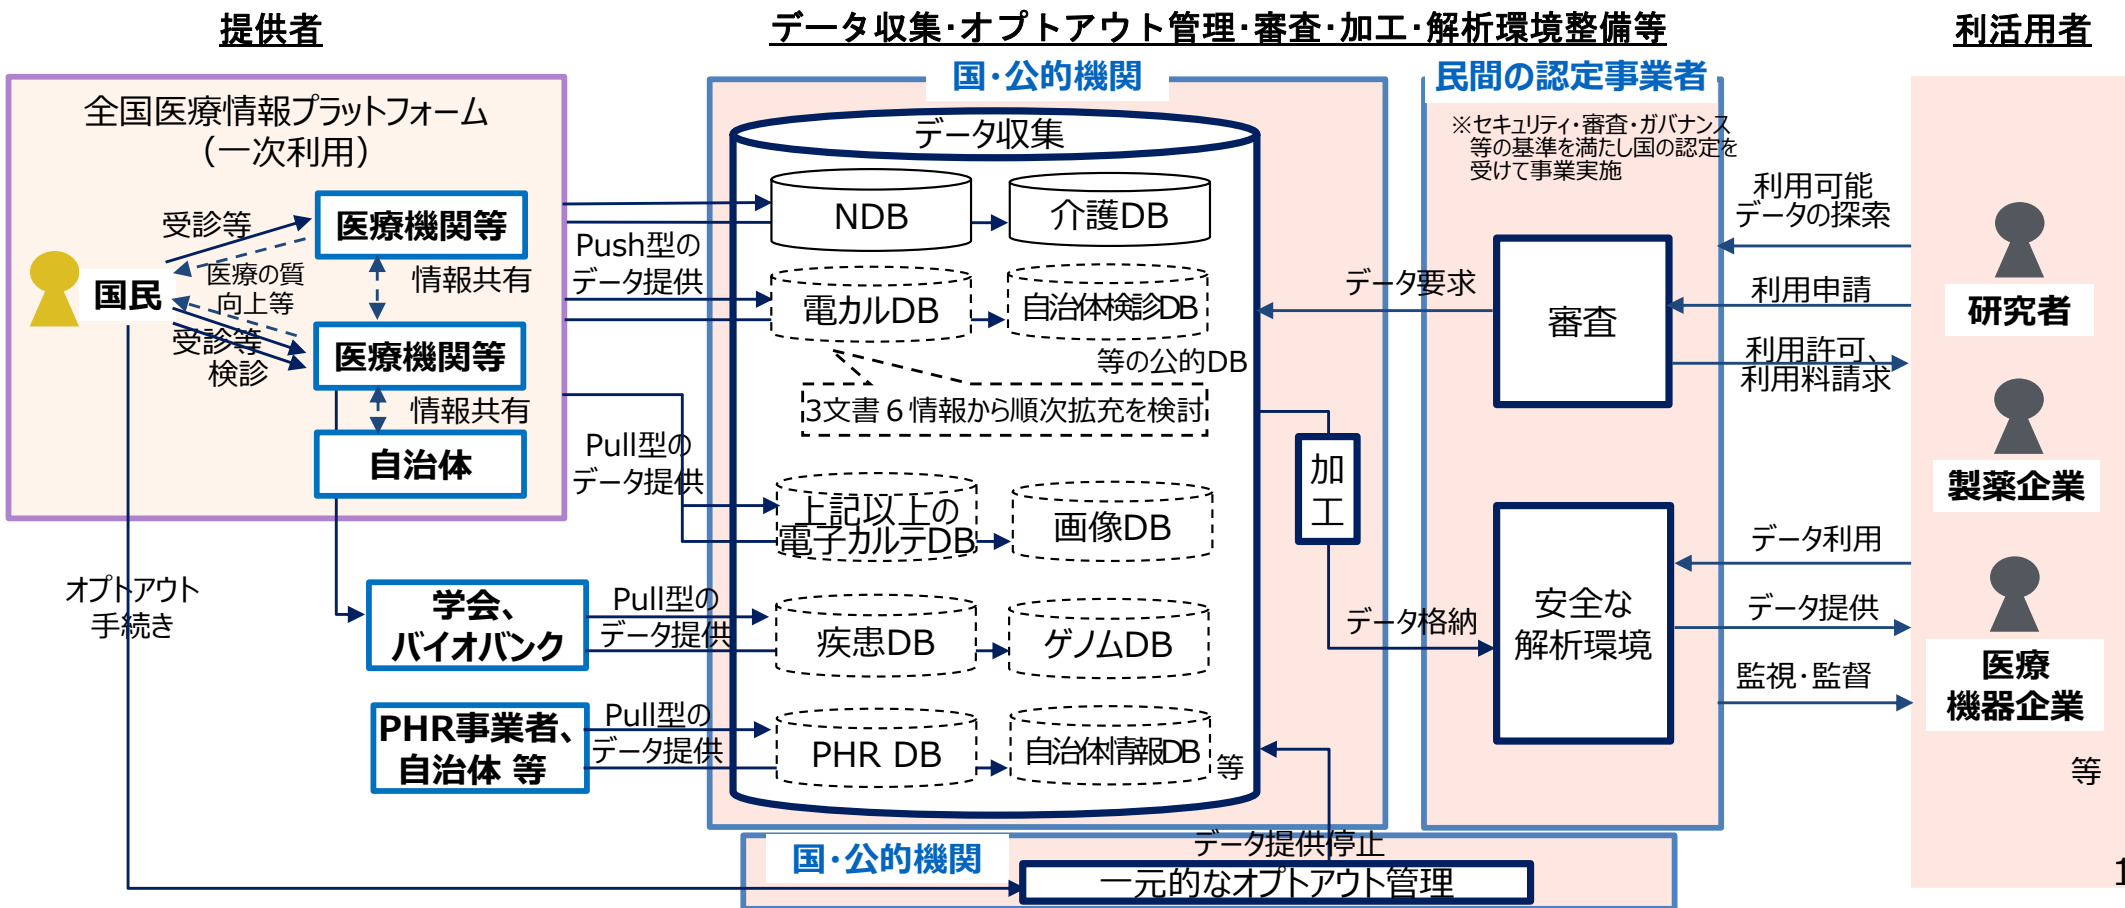 提供者
データ収集・オプトアウト管理・審査・加工・解析環境整備等
利活用者
全国医療情報プラットフォーム
（一次利用）
受診等
医療機関等
医療の質
向上等
情報共有
国民
受診等
検診
医療機関等
情報共有
自治体
オプトアウト
手続き
学会、
バイオバンク
PHR事業者、
自治体 等
Push型の
データ提供
Pull型の
データ提供
Pull型の
データ提供
Pull型の
データ提供
国・公的機関
データ収集
NDB
介護DB
電カルDB
自治体検診DB
等の公的DB
3文書６情報から順次拡充を検討
上記以上の
電子カルテDB
画像DB
疾患DB
ゲノムDB
PHR DB
自治体情報DB
等
加
工
データ要求
データ格納
民間の認定事業者
※セキュリティ・審査・ガバナンス
等の基準を満たし国の認定を
受けて事業実施
審査
安全な
解析環境
利用可能
データの探索
利用申請
利用許可、
利用料請求
データ利用
データ提供
監視・監督
研究者
製薬企業
医療
機器企業
等
国・公的機関
データ提供停止
一元的なオプトアウト管理
1